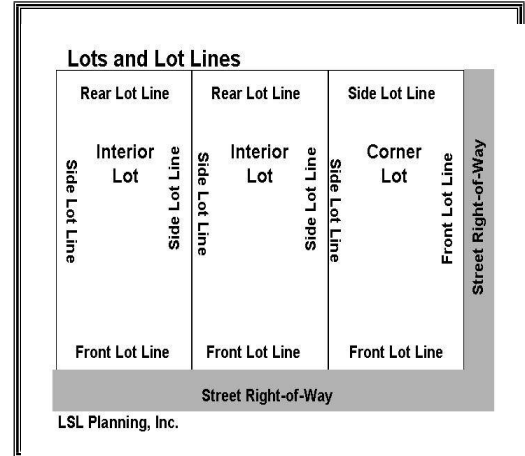 Lots and Lot Lines
Rear Lot Line
Rear Lot Line
Side Lot Line
Interior
Lot
Interior
Lot
Corner
Lot
Side Lot Line
Side Lot Line
Side Lot Line
Side Lot Line
Side Lot Line
Front Lot Line
Street Right-of-Way
Front Lot Line
Front Lot Line
Front Lot Line
Street Right-of-Way
LSL Planning, Inc.